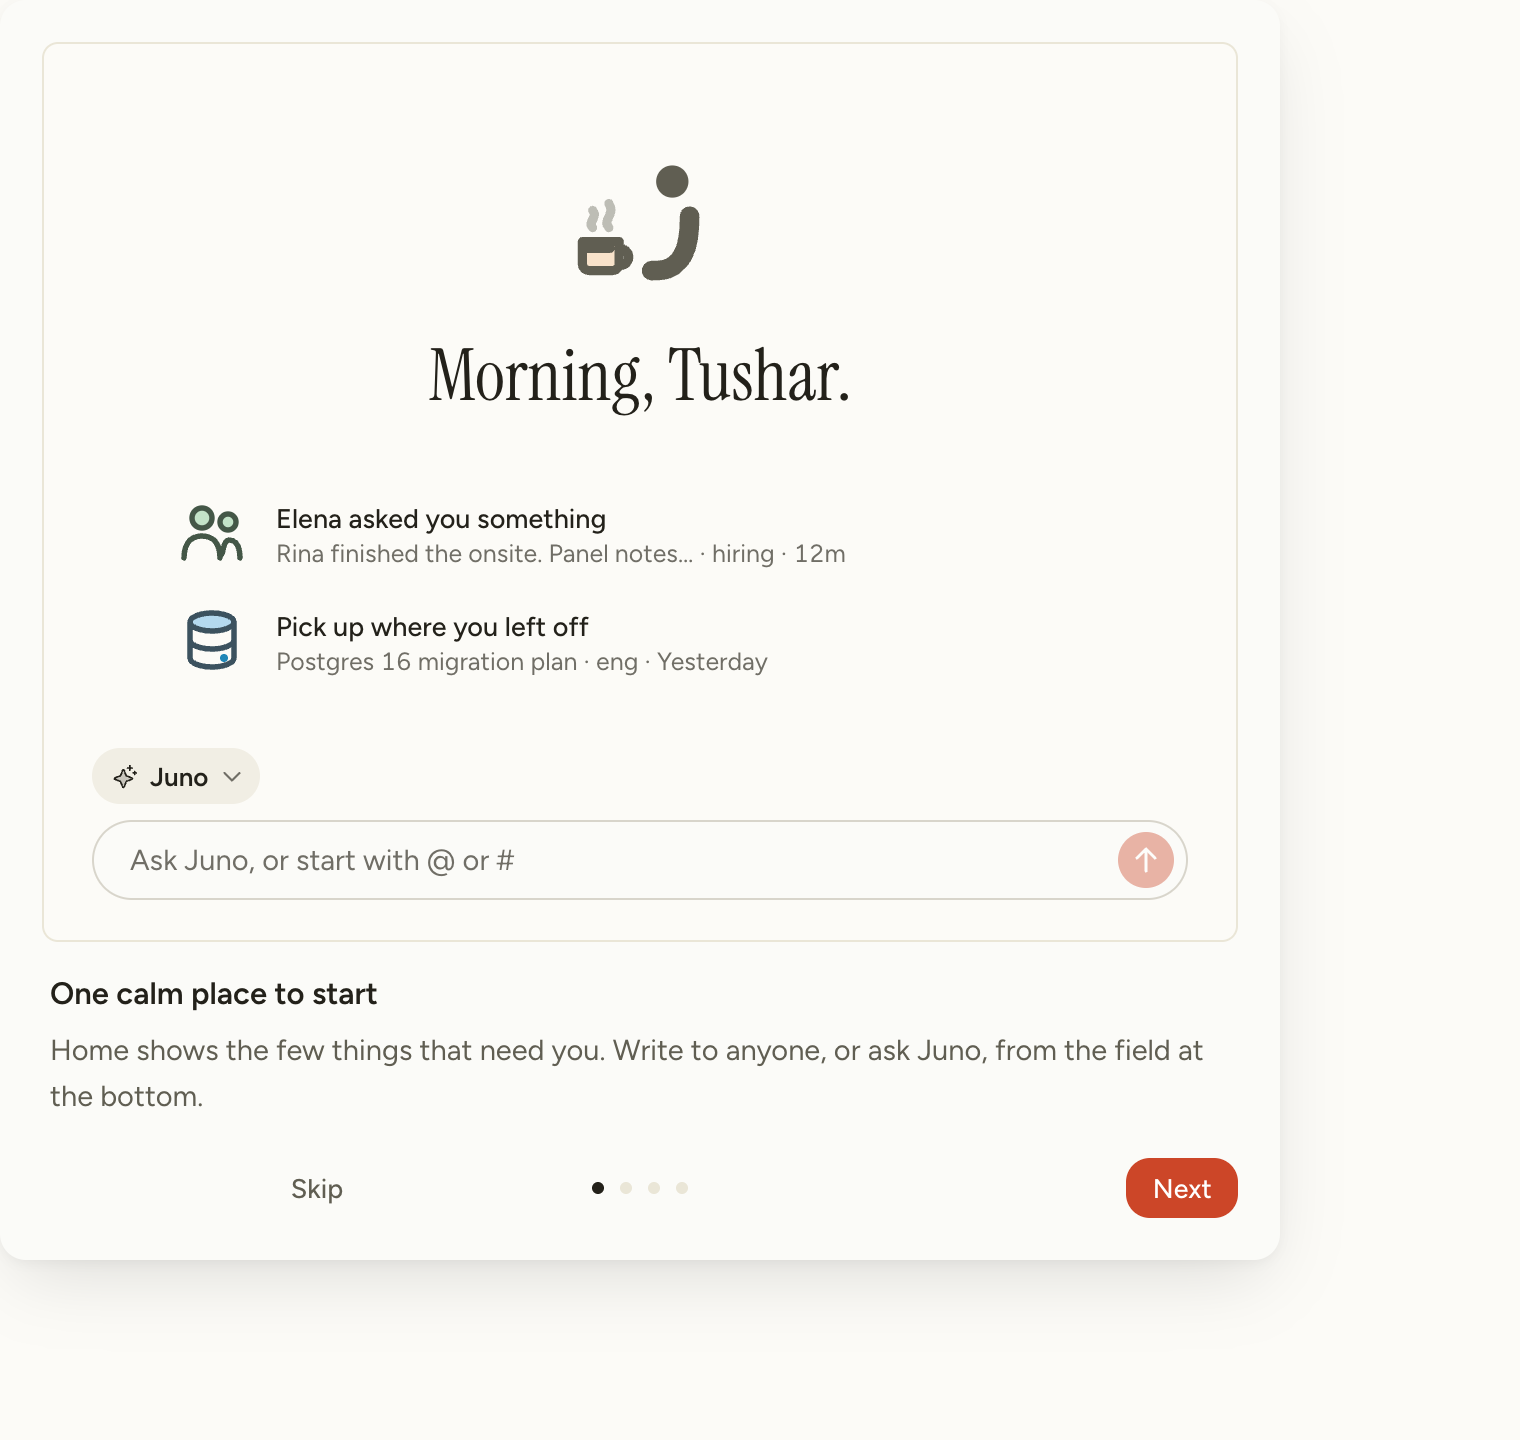 Morning, Tushar.
Elena asked you something
Rina finished the onsite. Panel notes... · hiring · 12m
Pick up where you left off
Postgres 16 migration plan · eng · Yesterday
Juno
Ask Juno, or start with @ or #
One calm place to start
Home shows the few things that need you. Write to anyone, or ask Juno, from the field at
the bottom.
Skip
Next